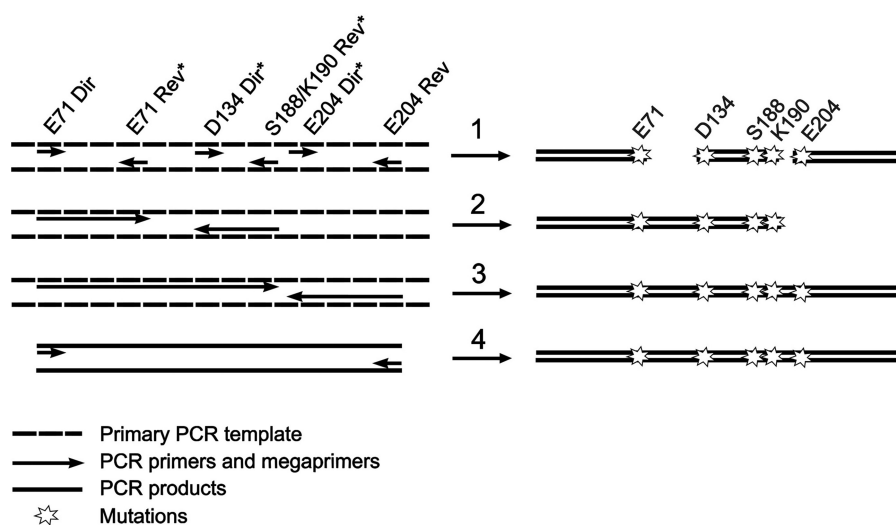 E71 Dir
E71 Rev*
D134 Dir*
S188/K190 Rev*
E204 Dir*
E204 Rev
1
E71
D134
S188
K190
E204
2
3
4
Primary PCR template
PCR primers and megaprimers
PCR products
Mutations